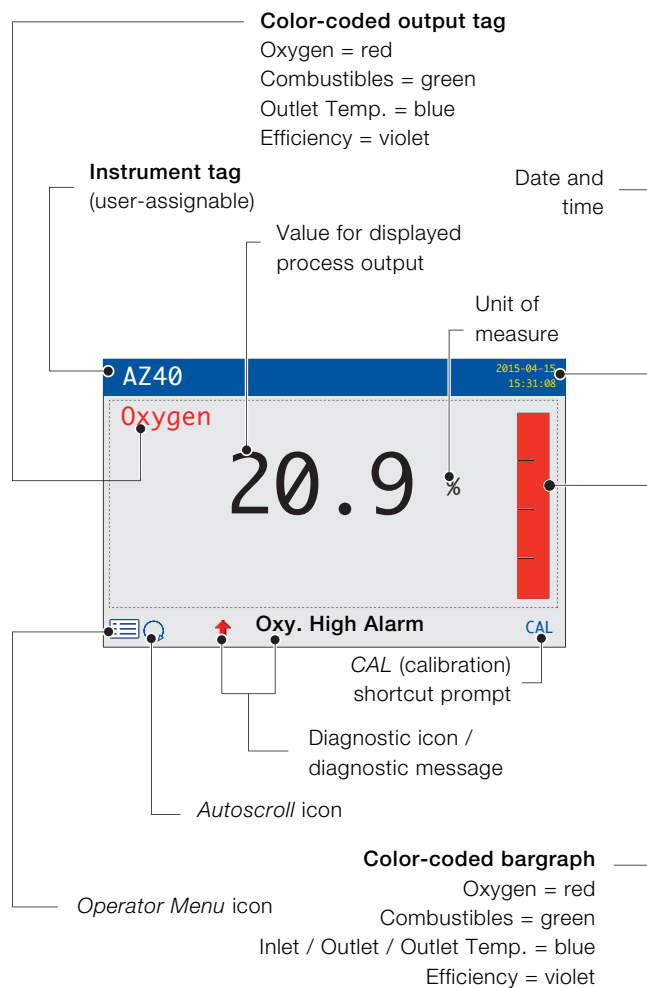 Color-coded output tag
Oxygen = red
Combustibles = green
Outlet Temp. = blue
Efficiency = violet
Instrument tag
(user-assignable)
Date and
time
Value for displayed
process output
Unit of
measure
AZ40
2015-04-15
15:31:08
Oxygen
20.9
%
Oxy. High Alarm
CAL
CAL (calibration)
shortcut prompt
Diagnostic icon /
diagnostic message
Autoscroll icon
Color-coded bargraph
Oxygen = red
Combustibles = green
Inlet / Outlet / Outlet Temp. = blue
Efficiency = violet
Operator Menu icon